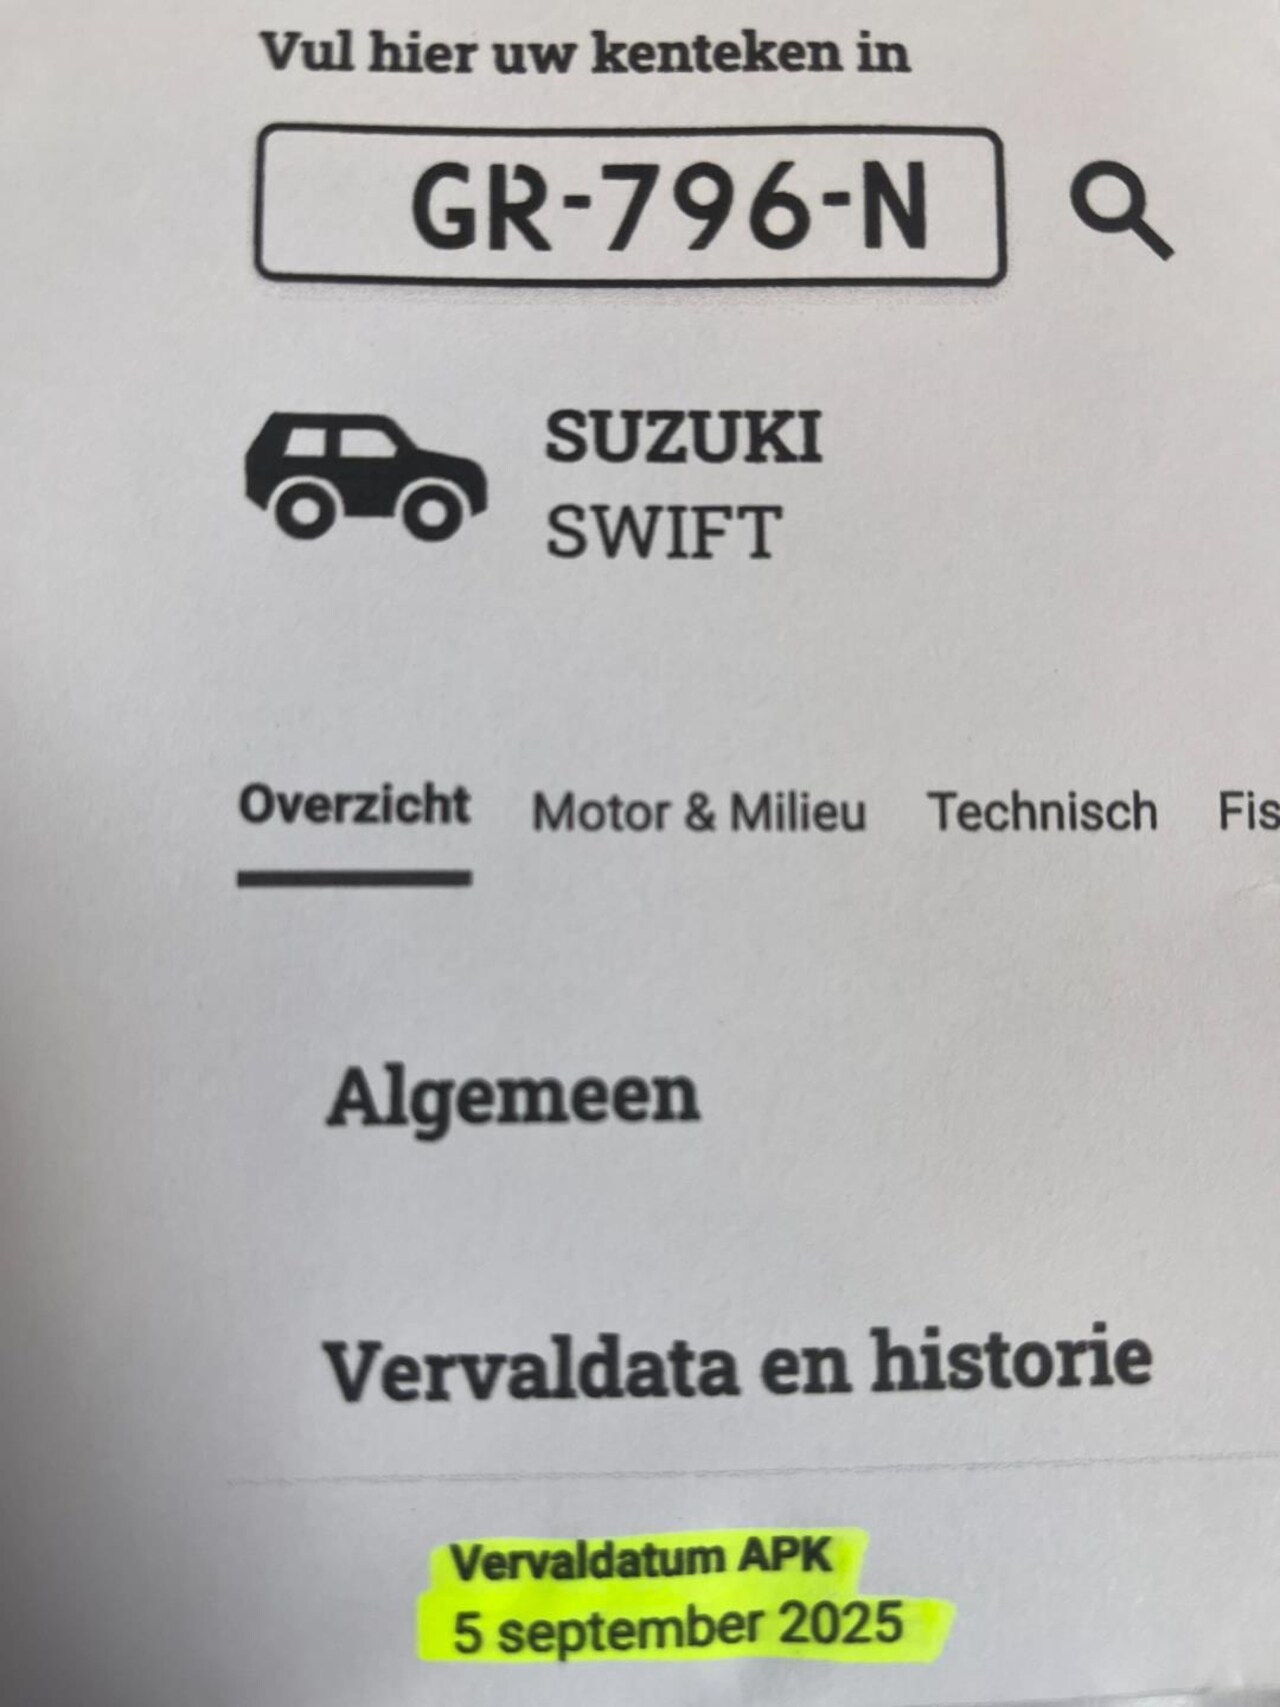 Vul hier uw kenteken in
GR-796-N
SUZUKI
SWIFT
Overzicht Motor & Milieu Technisch Fis
Algemeen
Vervaldata en historie
Vervaldatum APK
5 september 2025